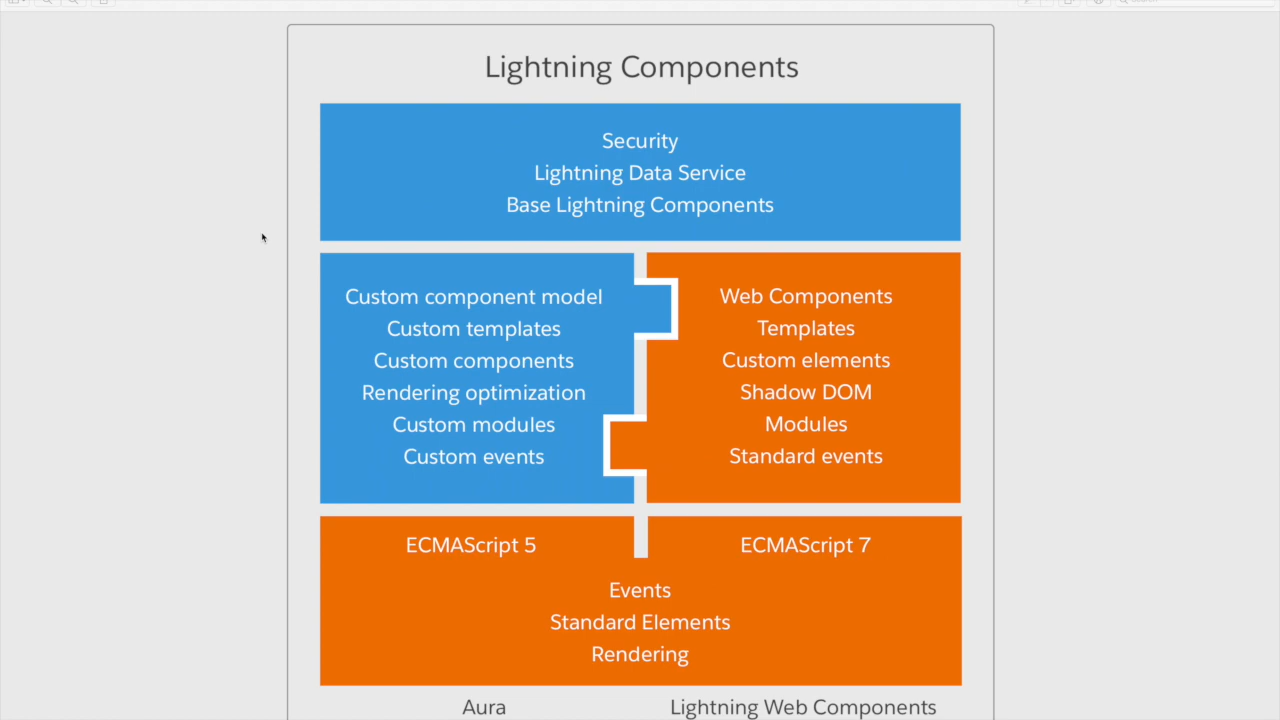 Lightning Components
Security
Lightning Data Service
Base Lightning Components
Custom component model
Custom templates
Custom components
Rendering optimization
Custom modules
Custom events
Web Components
Templates
Custom elements
Shadow DOM
Modules
Standard events
ECMAScript 5
ECMAScript 7
Events
Standard Elements
Rendering
Aura
Lightning Web Components